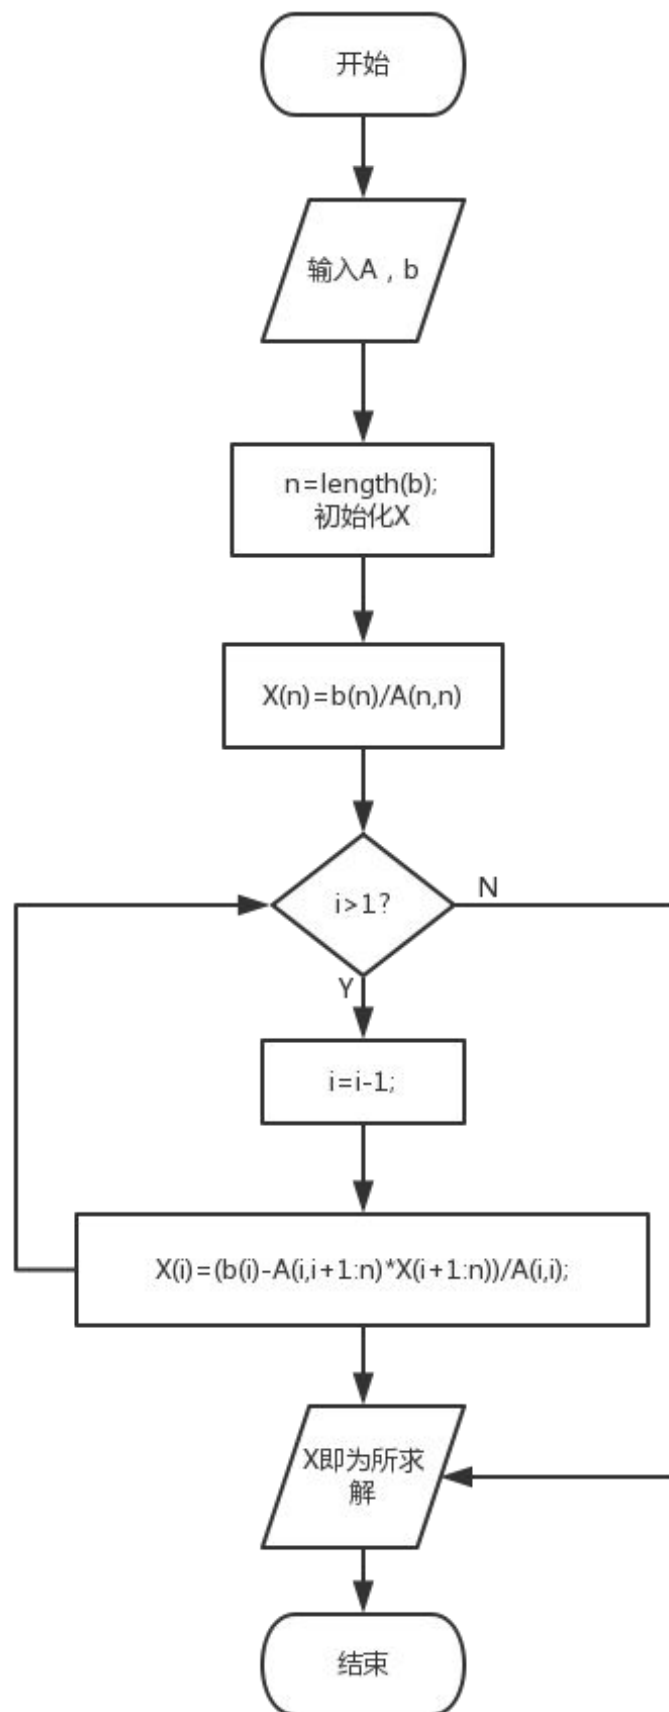 开始
输入A，b
n=length(b);
初始化X
X(n)=b(n)/A(n,n)
i>1?
N
Y
i=i-1;
X(i)=(b(i)-A(i,i+1:n)*X(i+1:n))/A(i,i);
X即为所求
解
结束